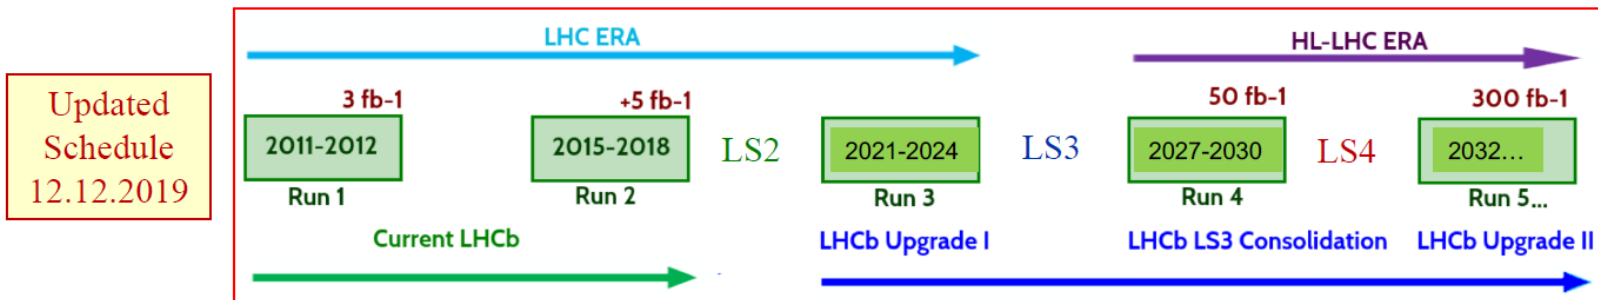 LHC ERA
HL-LHC ERA
Updated
Schedule
12.12.2019
3 fb-1
+5 fb-1
50 fb-1
300 fb-1
2011-2012
2015-2018
LS2
2021-2024
LS3
2027-2030
LS4
2032...
Run 1
Run 2
Run 3
Run 4
Run 5...
Current LHCb
LHCb Upgrade I
LHCb LS3 Consolidation
LHCb Upgrade II